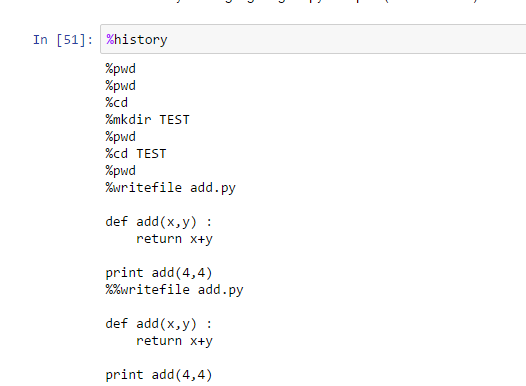 In [51]: %history
%pwd
%pwd
%cd
%mkdir TEST
%pwd
%cd TEST
%pwd
%writefile add.py

def add(x,y) :
    return x+y

print add(4,4)
%%writefile add.py

def add(x,y) :
    return x+y

print add(4,4)